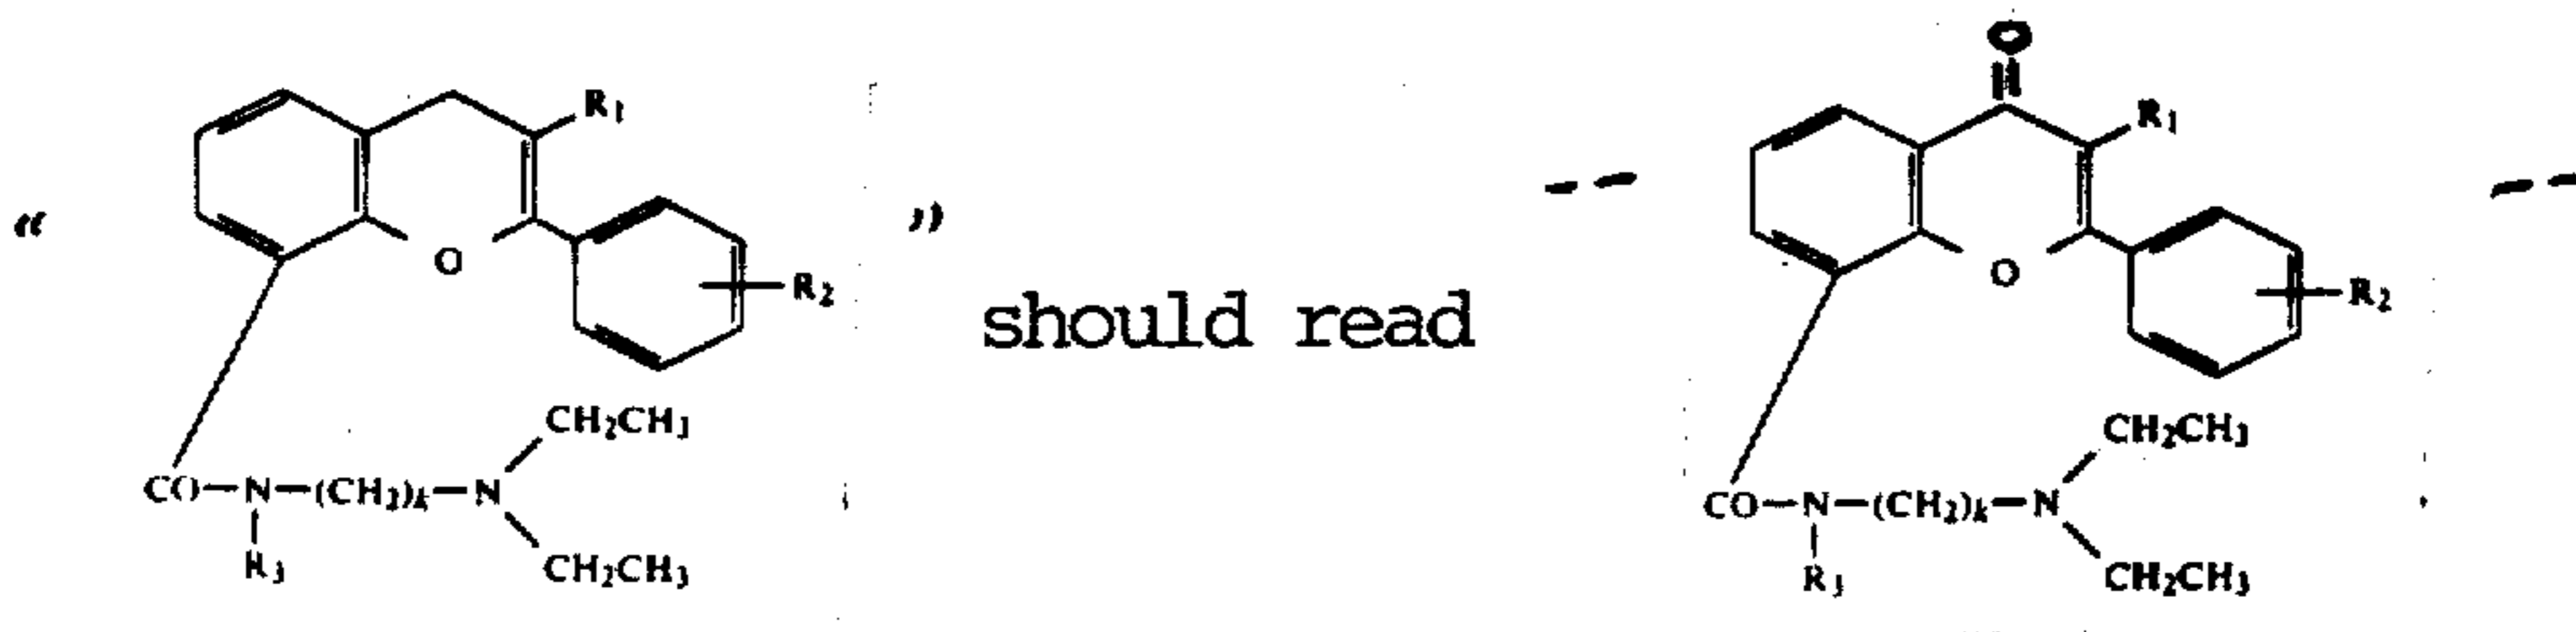 “ ” should read -- --
R1
O
R2
CH2CH3
CO—N—(CH2)k—N
R3
CH2CH3
O
R1
O
R2
CH2CH3
CO—N—(CH2)k—N
R3
CH2CH3